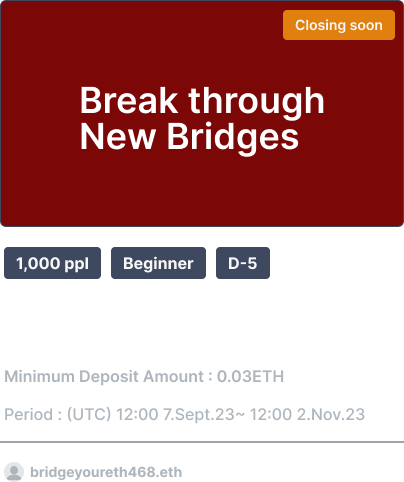 Closing soon
Break through
New Bridges
1,000 ppl Beginner D-5
Minimum Deposit Amount : 0.03ETH
Period : (UTC) 12:00 7.Sept.23~ 12:00 2.Nov.23
bridgeyoureth468.eth